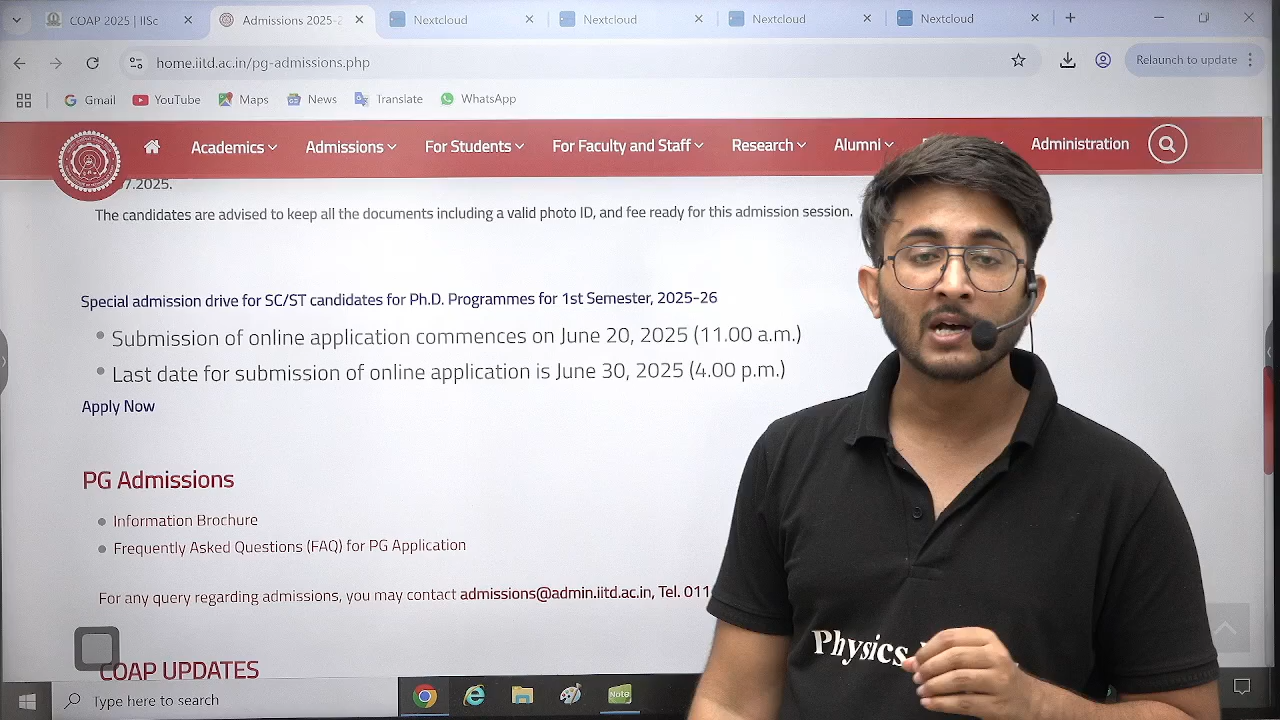 COAP 2025 | IISc
Admissions 2025-2
Nextcloud
Nextcloud
Nextcloud
Nextcloud
home.iitd.ac.in/pg-admissions.php
Relaunch to update
Gmail
YouTube
Maps
News
Translate
WhatsApp
Academics
Admissions
For Students
For Faculty and Staff
Research
Alumni
Administration
7.2025.
The candidates are advised to keep all the documents including a valid photo ID, and fee ready for this admission session.
Special admission drive for SC/ST candidates for Ph.D. Programmes for 1st Semester, 2025-26
Submission of online application commences on June 20, 2025 (11.00 a.m.)
Last date for submission of online application is June 30, 2025 (4.00 p.m.)
Apply Now
PG Admissions
Information Brochure
Frequently Asked Questions (FAQ) for PG Application
For any query regarding admissions, you may contact admissions@admin.iitd.ac.in, Tel. 011
Physics
COAP UPDATES
Type here to search
Note